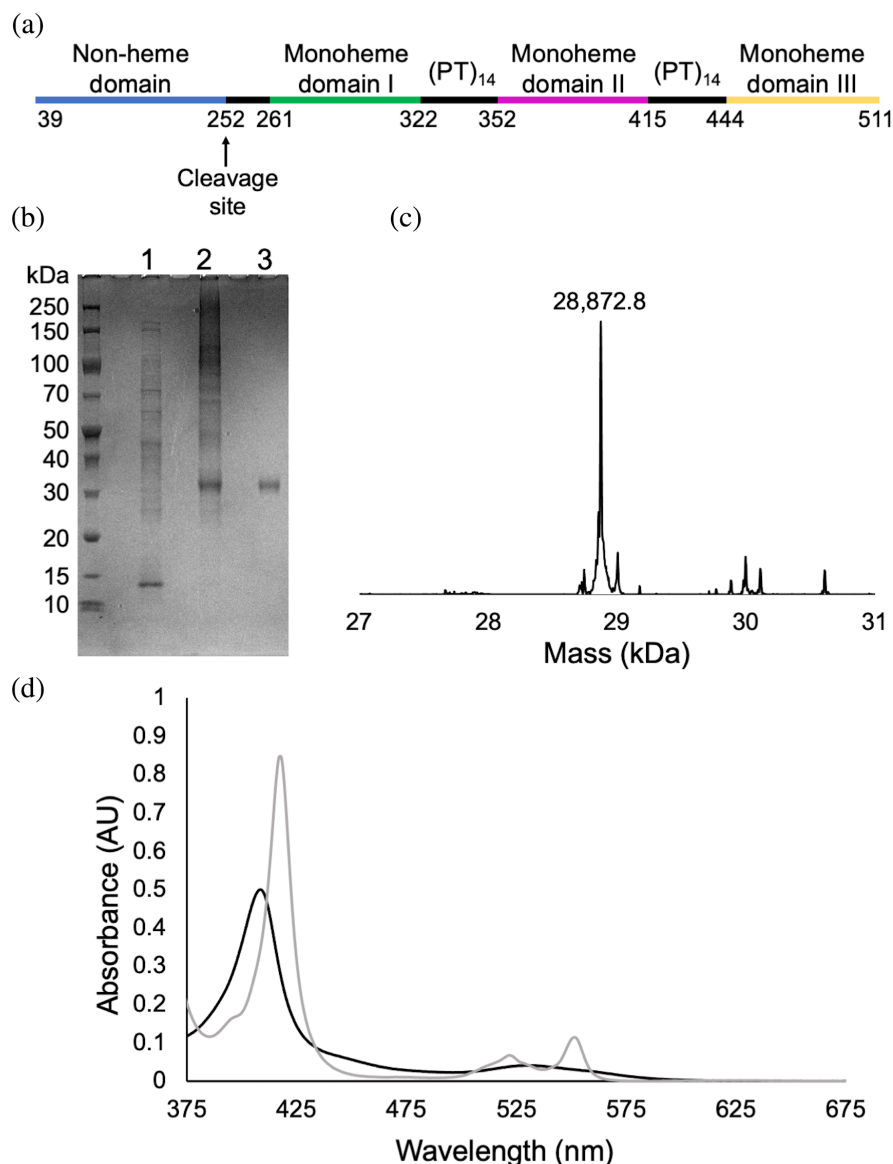 (a)
Non-heme domain
Monoheme domain I
(PT)14
Monoheme domain II
(PT)14
Monoheme domain III
39 252 261 322 352 415 444 511
Cleavage site
(b)
(c)
1 2 3
kDa
250
150
100
70
50
40
30
20
15
10
28,872.8
27 28 29 30 31
Mass (kDa)
(d)
1
0.9
0.8
0.7
0.6
0.5
0.4
0.3
0.2
0.1
0
Absorbance (AU)
375 425 475 525 575 625 675
Wavelength (nm)